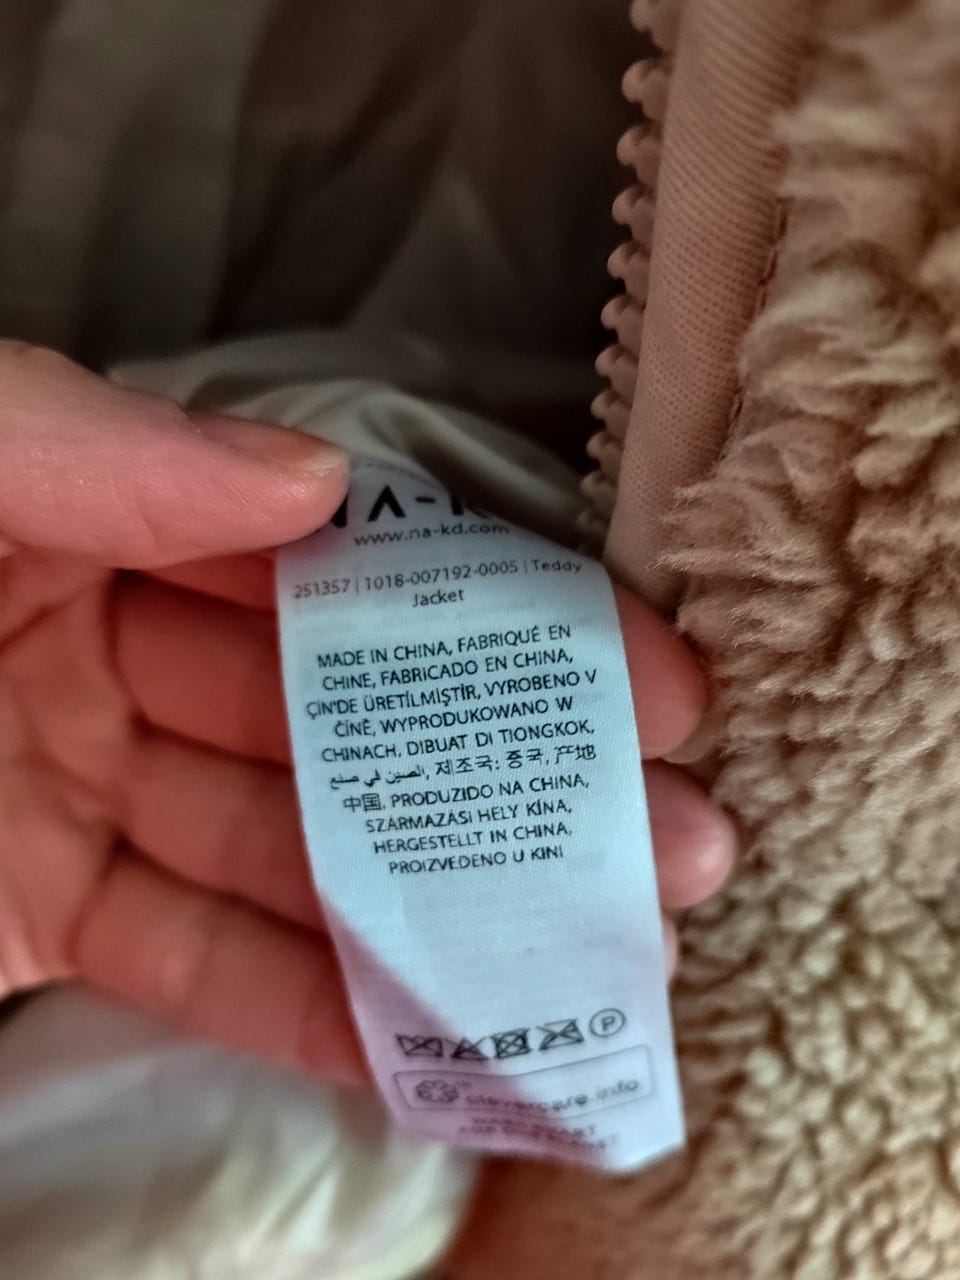 www.na-kd.com
251357 | 1018-007192-0005 | Teddy
Jacket
MADE IN CHINA, FABRIQUÉ EN
CHINE, FABRICADO EN CHINA,
ÇIN'DE ÜRETİLMİŞTİR, VYROBENO V
ČÍNĚ, WYPRODUKOWANO W
CHINACH, DIBUAT DI TIONGKOK,
الصين في صنع, 제조국: 중국, 产地
中国, PRODUZIDO NA CHINA,
SZÁRMAZÁSI HELY KÍNA,
HERGESTELLT IN CHINA,
PROIZVEDENO U KINI
P
clevercare.info